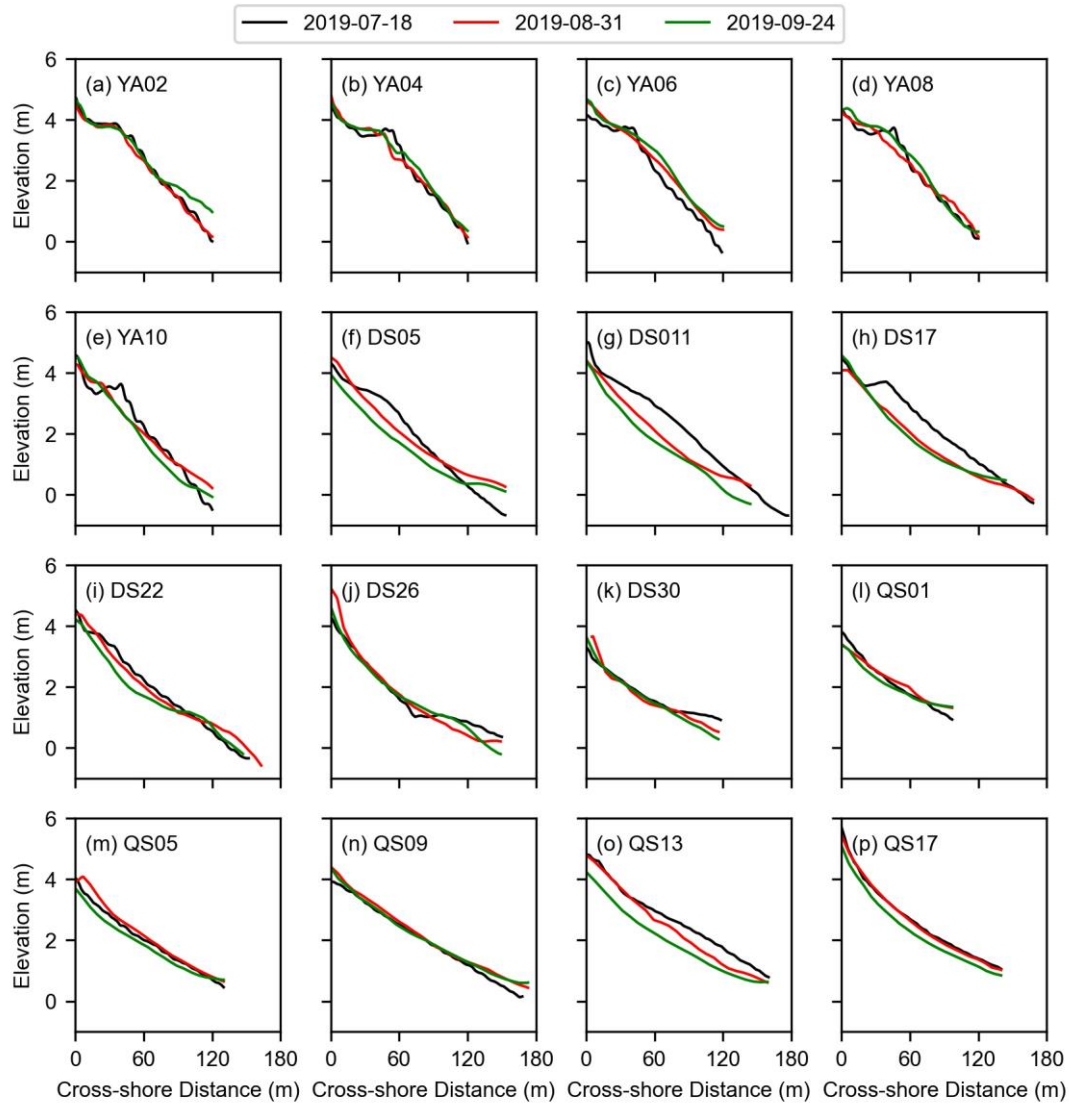 2019-07-18 2019-08-31 2019-09-24
6 (a) YA02 (b) YA04 (c) YA06 (d) YA08
4
2
0
Elevation (m)
6 (e) YA10 (f) DS05 (g) DS011 (h) DS17
4
2
0
Elevation (m)
6 (i) DS22 (j) DS26 (k) DS30 (l) QS01
4
2
0
Elevation (m)
6 (m) QS05 (n) QS09 (o) QS13 (p) QS17
4
2
0
Elevation (m)
0 60 120 180 0 60 120 180 0 60 120 180 0 60 120 180
Cross-shore Distance (m) Cross-shore Distance (m) Cross-shore Distance (m) Cross-shore Distance (m)